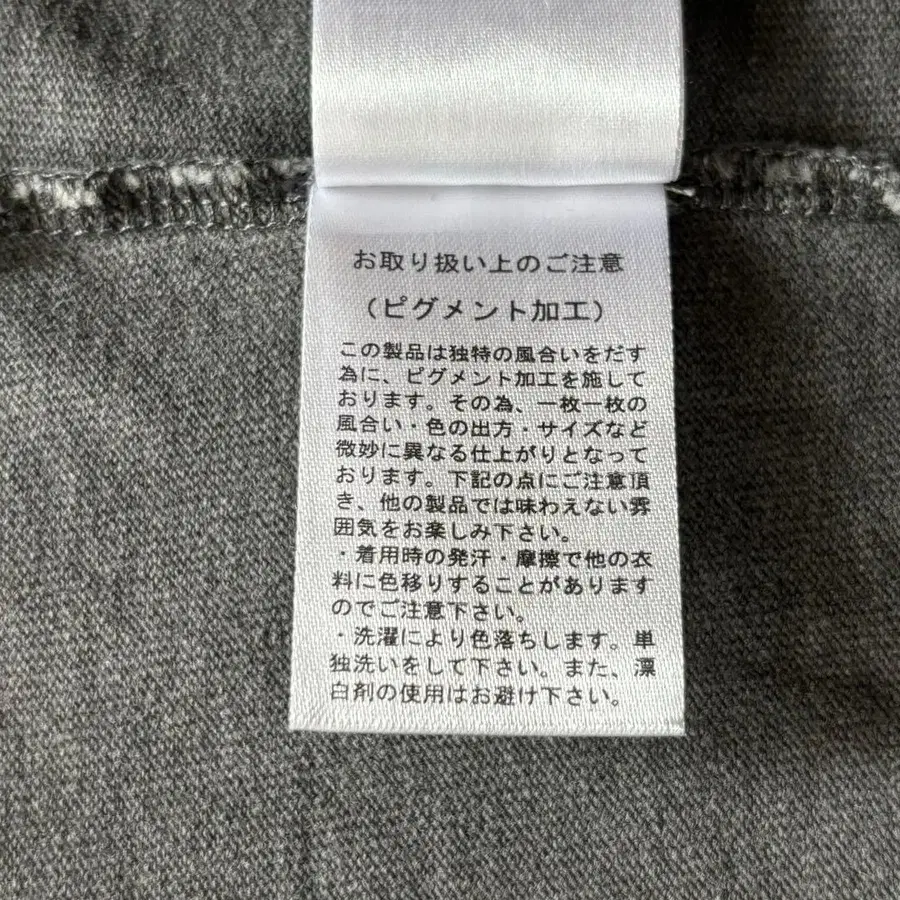 お取り扱い上のご注意
（ピグメント加工）
この製品は独特の風合いをだす
為に、ピグメント加工を施して
おります。その為、一枚一枚の
風合い・色の出方・サイズなど
微妙に異なる仕上がりとなって
おります。下記の点にご注意頂
き、他の製品では味わえない雰
囲気をお楽しみ下さい。
・着用時の発汗・摩擦で他の衣
料に色移りすることがあります
のでご注意下さい。
・洗濯により色落ちします。単
独洗いをして下さい。また、漂
白剤の使用はお避け下さい。